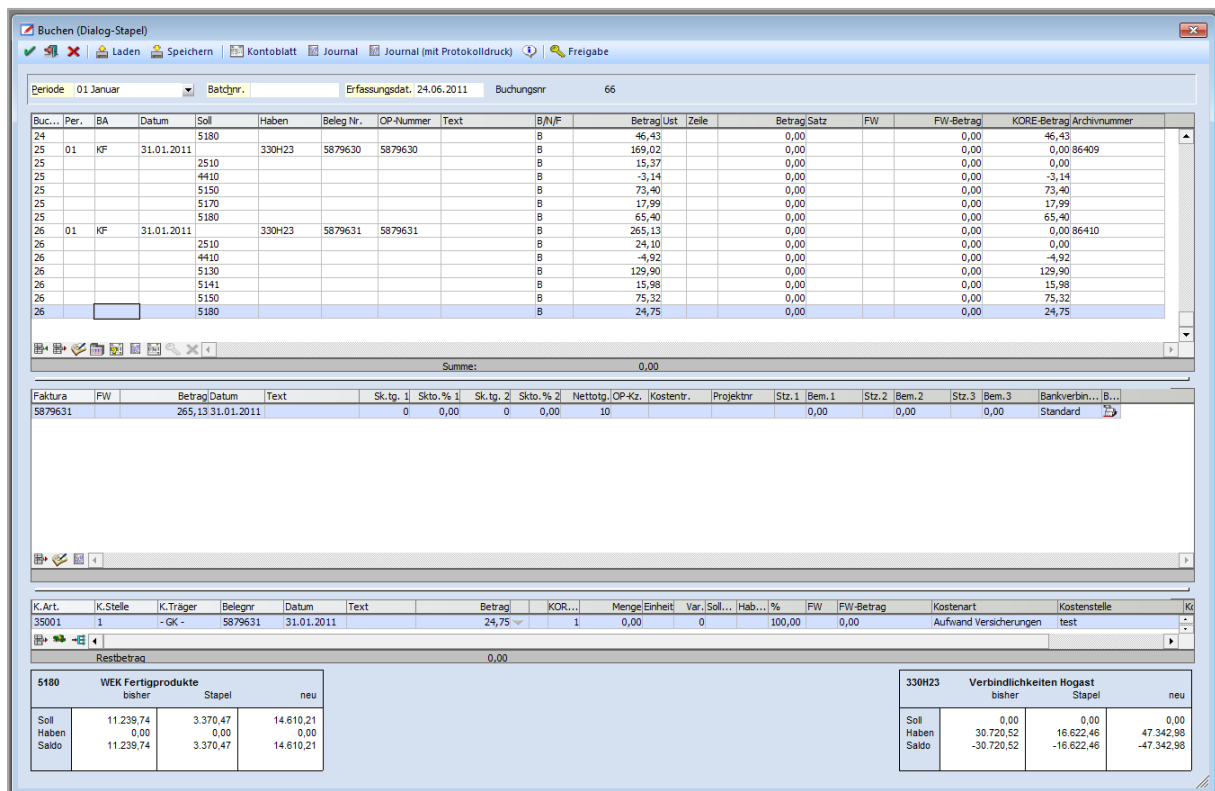 Buchen (Dialog-Stapel)
Laden Speichern Kontoblatt Journal Journal (mit Protokolldruck) Freigabe
Periode 01 Januar Batchnr. Erfassungsdat. 24.06.2011 Buchungsnr 66
Buc... Per. BA Datum Soll Haben Beleg Nr. OP-Nummer Text B/N/F Betrag Ust Zeile Betrag Satz FW FW-Betrag KORE-Betrag Archivnummer
24 5180 B 46,43 0,00 0,00 46,43
25 01 KF 31.01.2011 330H23 5879630 5879630 B 169,02 0,00 0,00 0,00 86409
25 2510 B 15,37 0,00 0,00 0,00
25 4410 B -3,14 0,00 0,00 -3,14
25 5150 B 73,40 0,00 0,00 73,40
25 5170 B 17,99 0,00 0,00 17,99
25 5180 B 65,40 0,00 0,00 65,40
26 01 KF 31.01.2011 330H23 5879631 5879631 B 265,13 0,00 0,00 0,00 86410
26 2510 B 24,10 0,00 0,00 0,00
26 4410 B -4,92 0,00 0,00 -4,92
26 5130 B 129,90 0,00 0,00 129,90
26 5141 B 15,98 0,00 0,00 15,98
26 5150 B 75,32 0,00 0,00 75,32
26 5180 B 24,75 0,00 0,00 24,75
Summe: 0,00
Faktura FW Betrag Datum Text Sk.tg. 1 Skto.% 1 Sk.tg. 2 Skto.% 2 Nettotg. OP-Kz. Kostentr. Projektnr Stz.1 Bem.1 Stz.2 Bem.2 Stz.3 Bem.3 Bankverbin... B...
5879631 265,13 31.01.2011 0 0,00 0 0,00 10 0,00 0,00 0,00 Standard
K.Art. K.Stelle K.Träger Belegnr Datum Text Betrag KOR... Menge Einheit Var. Soll... Hab... % FW FW-Betrag Kostenart Kostenstelle Ko
35001 1 - GK - 5879631 31.01.2011 24,75 1 0,00 0 100,00 0,00 Aufwand Versicherungen test
Restbetrag 0,00
5180 WEK Fertigprodukte
bisher Stapel neu
Soll 11.239,74 3.370,47 14.610,21
Haben 0,00 0,00 0,00
Saldo 11.239,74 3.370,47 14.610,21
330H23 Verbindlichkeiten Hogast
bisher Stapel neu
Soll 0,00 0,00 0,00
Haben 30.720,52 16.622,46 47.342,98
Saldo -30.720,52 -16.622,46 -47.342,98